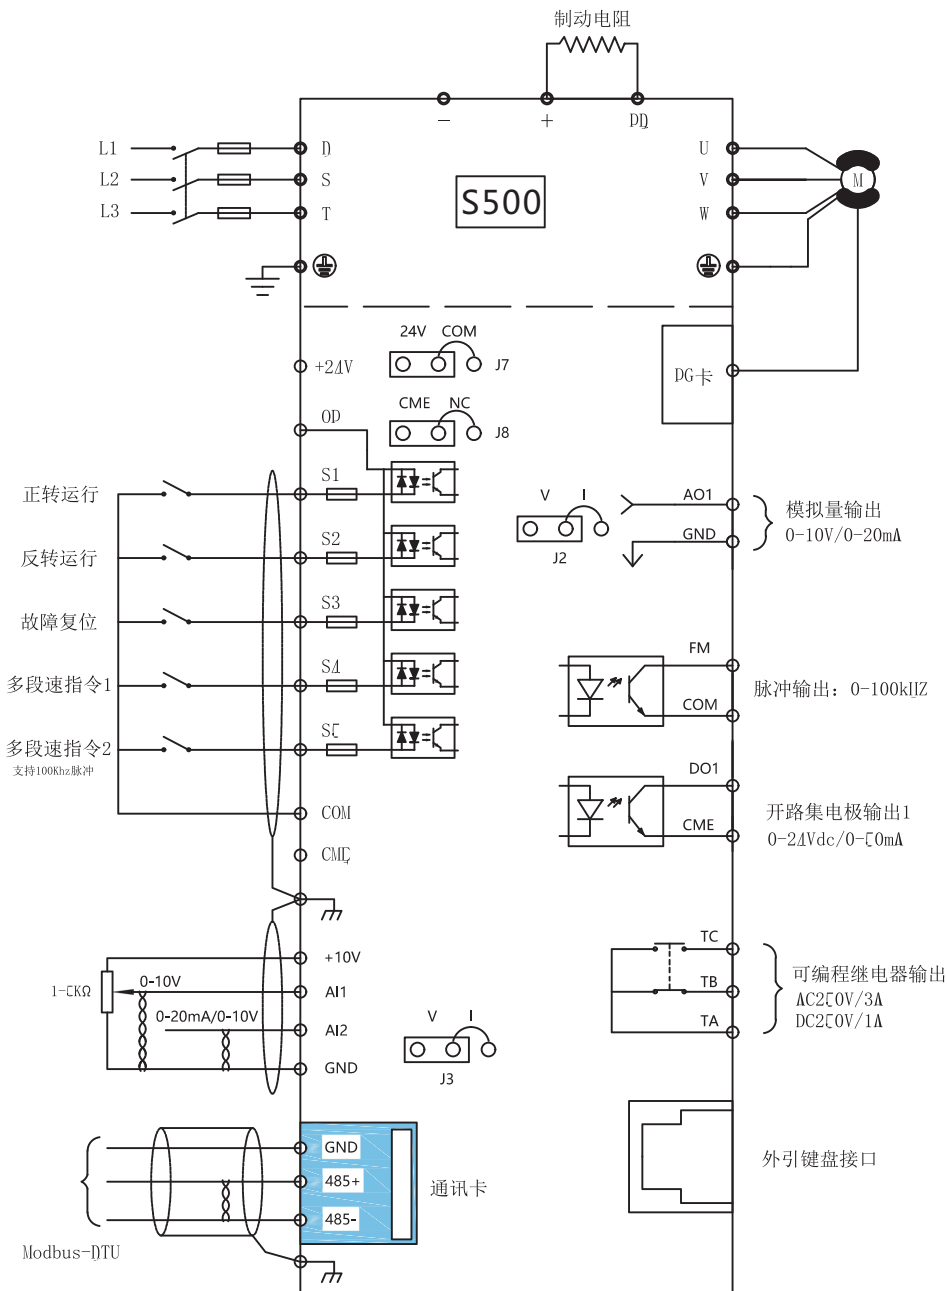 制动电阻
− + PB
L1 R U
L2 S V M
L3 T W
S500
24V COM
+24V J7
PG卡
CME NC
OP J8
S1
正转运行
V I AO1 模拟量输出
GND 0-10V/0-20mA
J2
S2
反转运行
S3
故障复位
FM
S4
多段速指令1
脉冲输出: 0-100kHZ
COM
S5
多段速指令2
支持100Khz脉冲
DO1
COM 开路集电极输出1
CME 0-24Vdc/0-50mA
CME
TC
+10V
可编程继电器输出
0-10V TB
1-5KΩ AI1 AC250V/3A
0-20mA/0-10V V I TA DC250V/1A
AI2
GND
J3
GND
外引键盘接口
485+
通讯卡
485-
Modbus-RTU